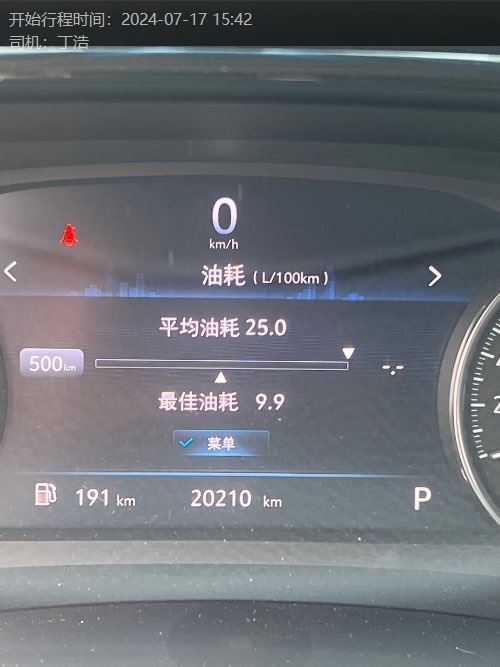 开始行程时间：2024-07-17 15:42
司机：丁浩
0
km/h
油耗 ( L/100km )
平均油耗 25.0
500km
-.-
最佳油耗 9.9
菜单
191 km 20210 km P